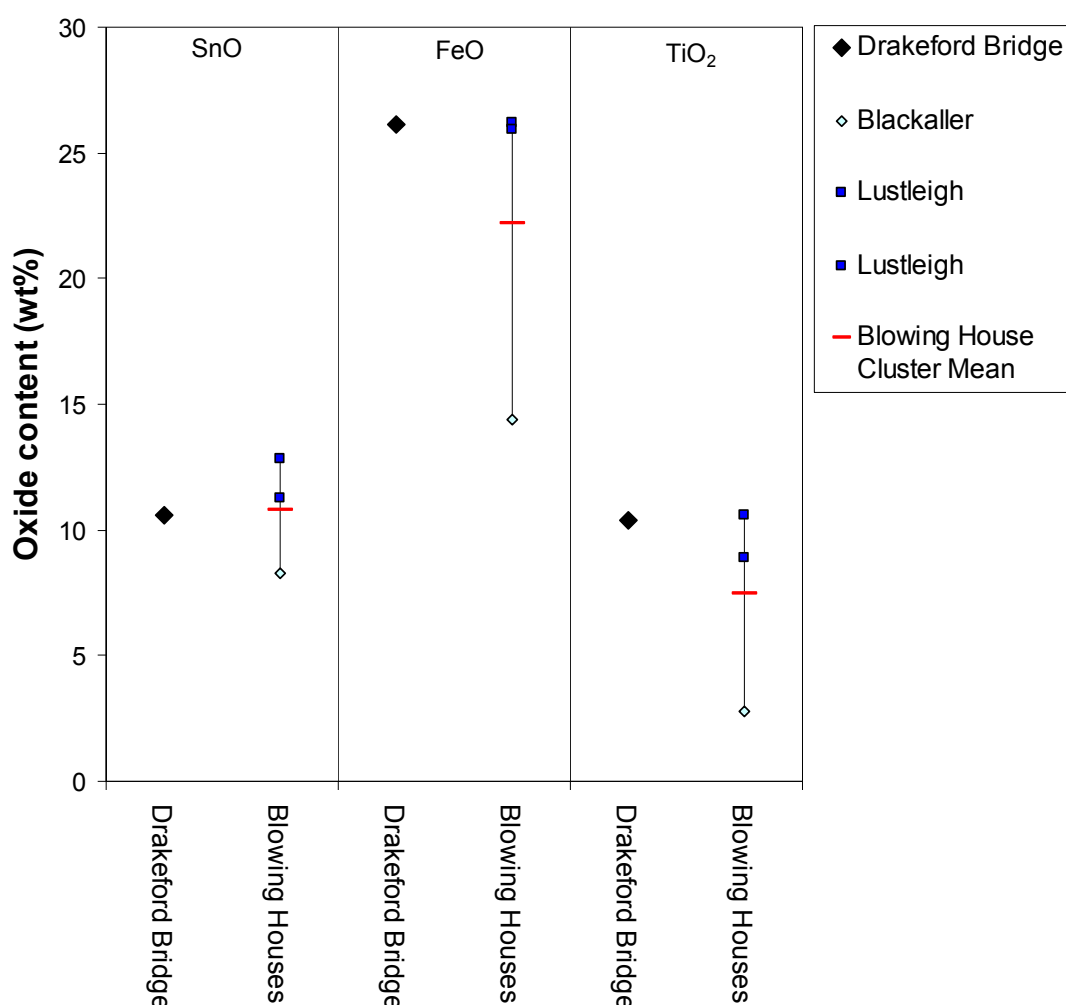 30
25
20
15
10
5
0
Oxide content (wt%)
SnO
FeO
TiO₂
Drakeford Bridge
Blowing Houses
Drakeford Bridge
Blowing Houses
Drakeford Bridge
Blowing Houses
Drakeford Bridge
Blackaller
Lustleigh
Lustleigh
Blowing House
Cluster Mean